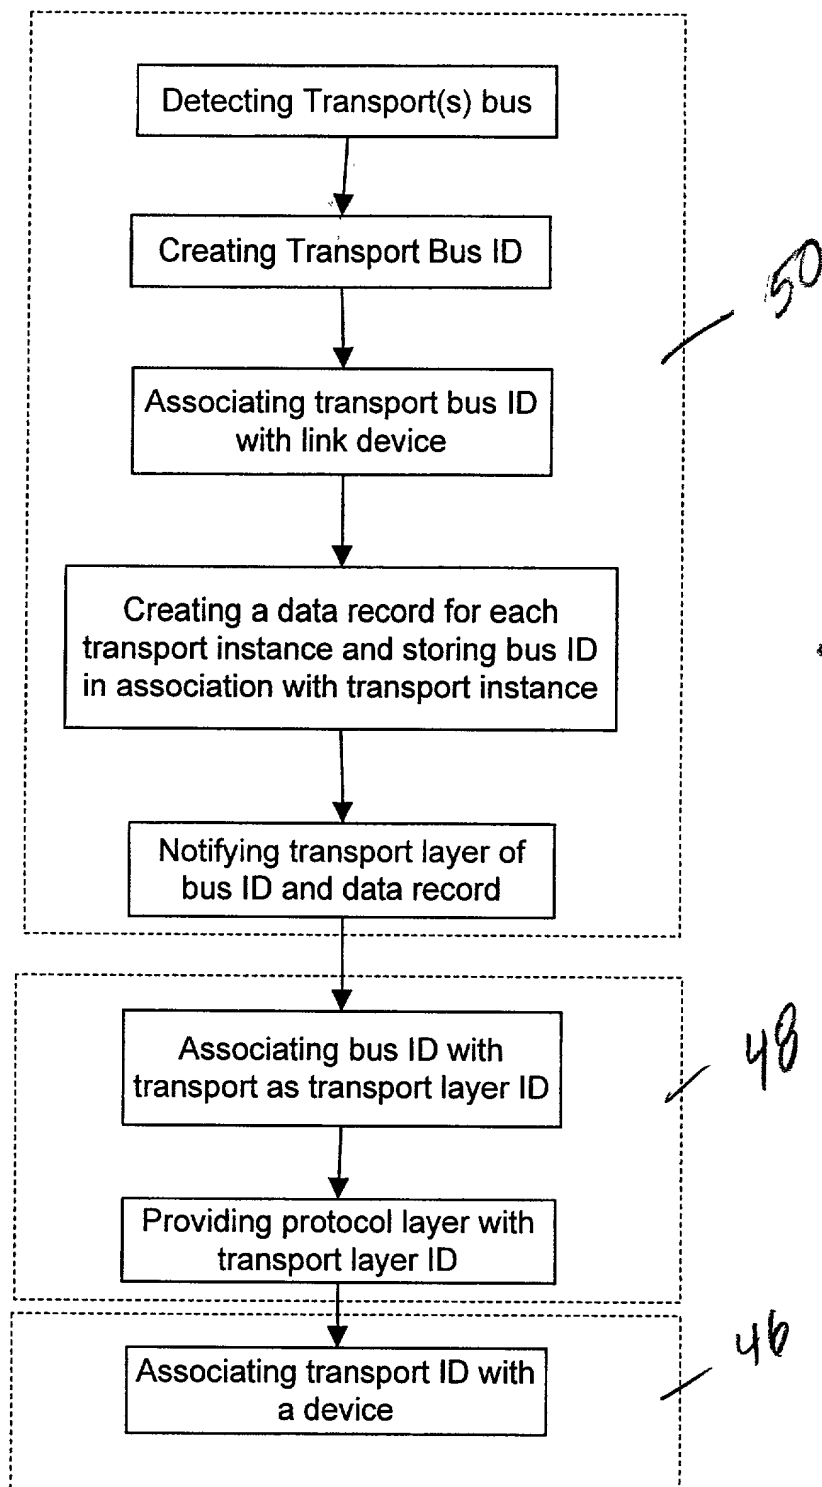 Detecting Transport(s) bus
Creating Transport Bus ID
50
Associating transport bus ID
with link device
Creating a data record for each
transport instance and storing bus ID
in association with transport instance
Notifying transport layer of
bus ID and data record
Associating bus ID with
transport as transport layer ID
48
Providing protocol layer with
transport layer ID
46
Associating transport ID with
a device